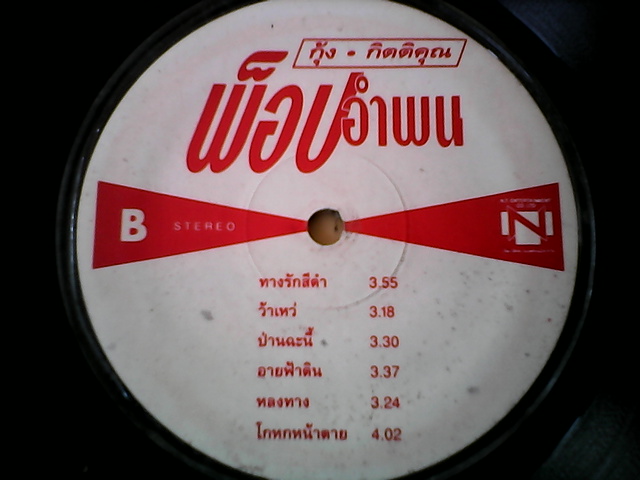 กุ้ง - กิตติคุณ
พ็อปอำพน
B STEREO
N
ทางรักสีดำ 3.55
ว้าเหว่ 3.18
ป่านฉะนี้ 3.30
อายฟ้าดิน 3.37
หลงทาง 3.24
โกหกหน้าตาย 4.02